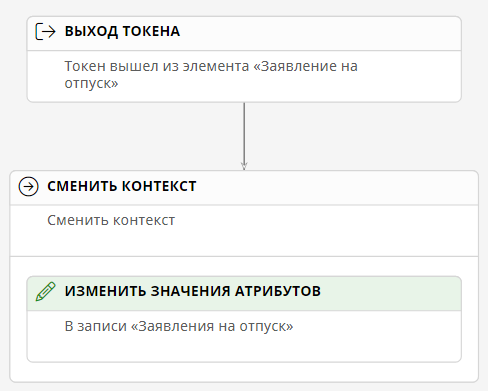 ВЫХОД ТОКЕНА
Токен вышел из элемента «Заявление на
отпуск»
СМЕНИТЬ КОНТЕКСТ
Сменить контекст
ИЗМЕНИТЬ ЗНАЧЕНИЯ АТРИБУТОВ
В записи «Заявления на отпуск»